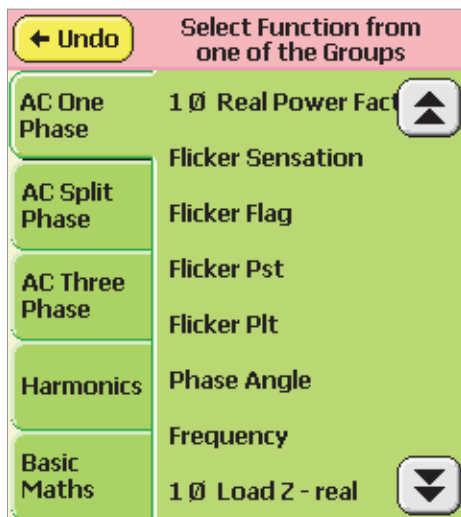 ← Undo
Select Function from
one of the Groups
AC One
Phase
AC Split
Phase
AC Three
Phase
Harmonics
Basic
Maths
1 Ø Real Power Fact
Flicker Sensation
Flicker Flag
Flicker Pst
Flicker Plt
Phase Angle
Frequency
1 Ø Load Z - real